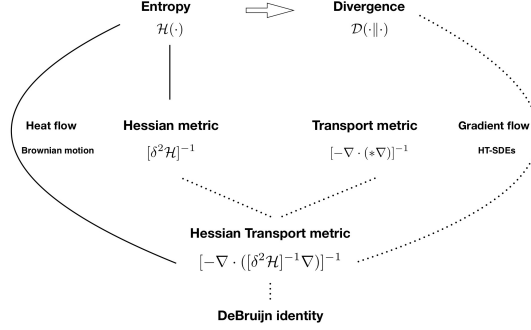 Entropy
Divergence
ℋ(·)
𝒟(·∥·)
Heat flow
Hessian metric
Transport metric
Gradient flow
Brownian motion
[δ²ℋ]⁻¹
[−∇ · (∗∇)]⁻¹
HT-SDEs
Hessian Transport metric
[−∇ · ([δ²ℋ]⁻¹∇)]⁻¹
DeBruijn identity